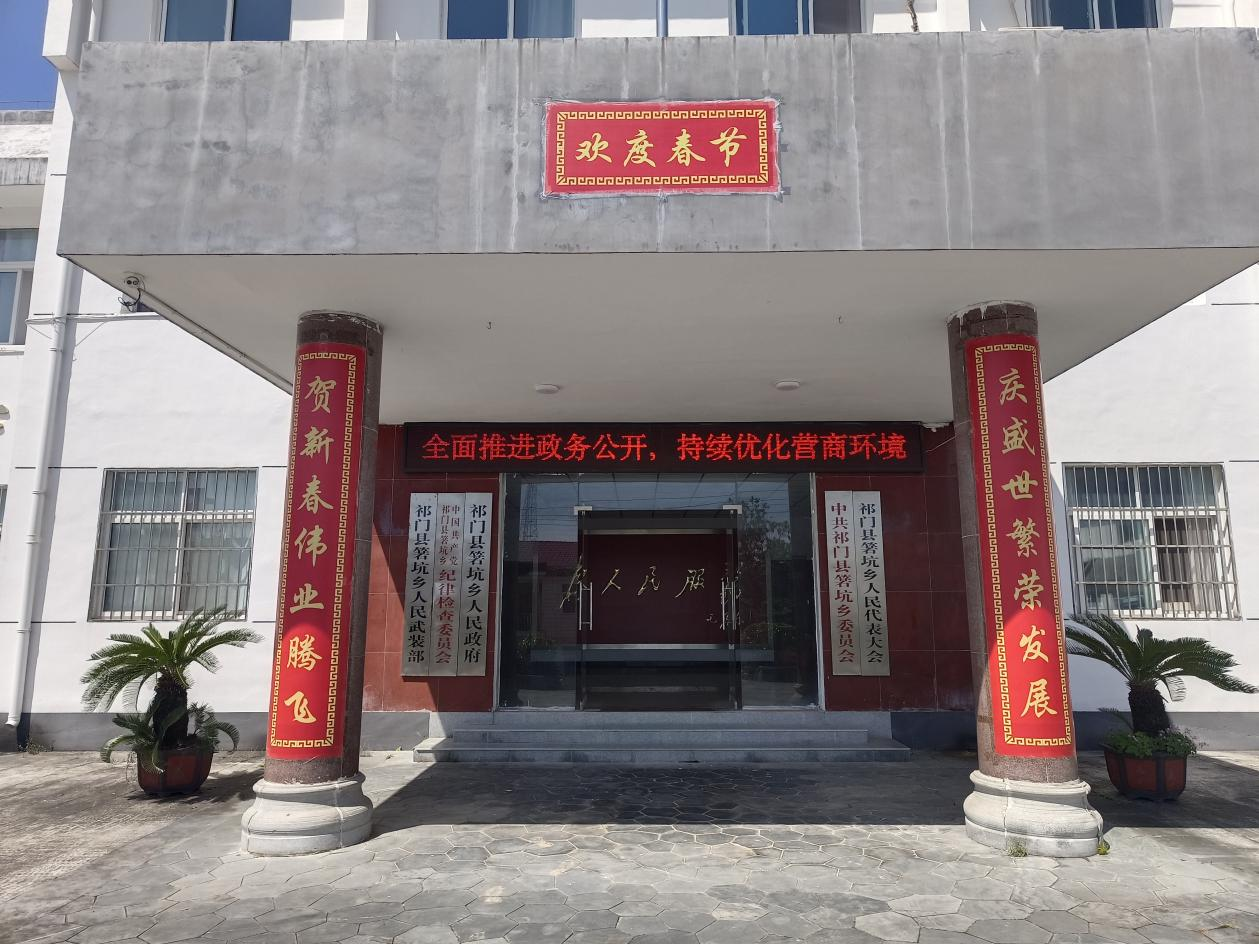 欢度春节
贺新春伟业腾飞
庆盛世繁荣发展
全面推进政务公开，持续优化营商环境
祁门县箬坑乡人民武装部
中国共产党
祁门县箬坑乡
纪律检查委员会
祁门县箬坑乡人民政府
为人民服务
中共祁门县箬坑乡委员会
祁门县箬坑乡人民代表大会